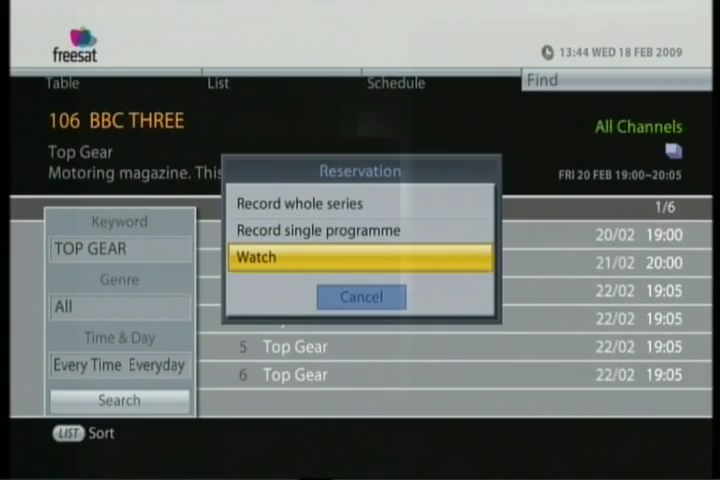 freesat
13:44 WED 18 FEB 2009
Table List Schedule Find
106 BBC THREE
All Channels
Top Gear
Motoring magazine. This
FRI 20 FEB 19:00~20:05
Reservation
Record whole series
Record single programme
Watch
Cancel
1/6
Keyword
TOP GEAR
Genre
All
Time & Day
Every Time Everyday
Search
20/02 19:00
21/02 20:00
22/02 19:05
22/02 19:05
5 Top Gear 22/02 19:05
6 Top Gear 22/02 19:05
LIST Sort